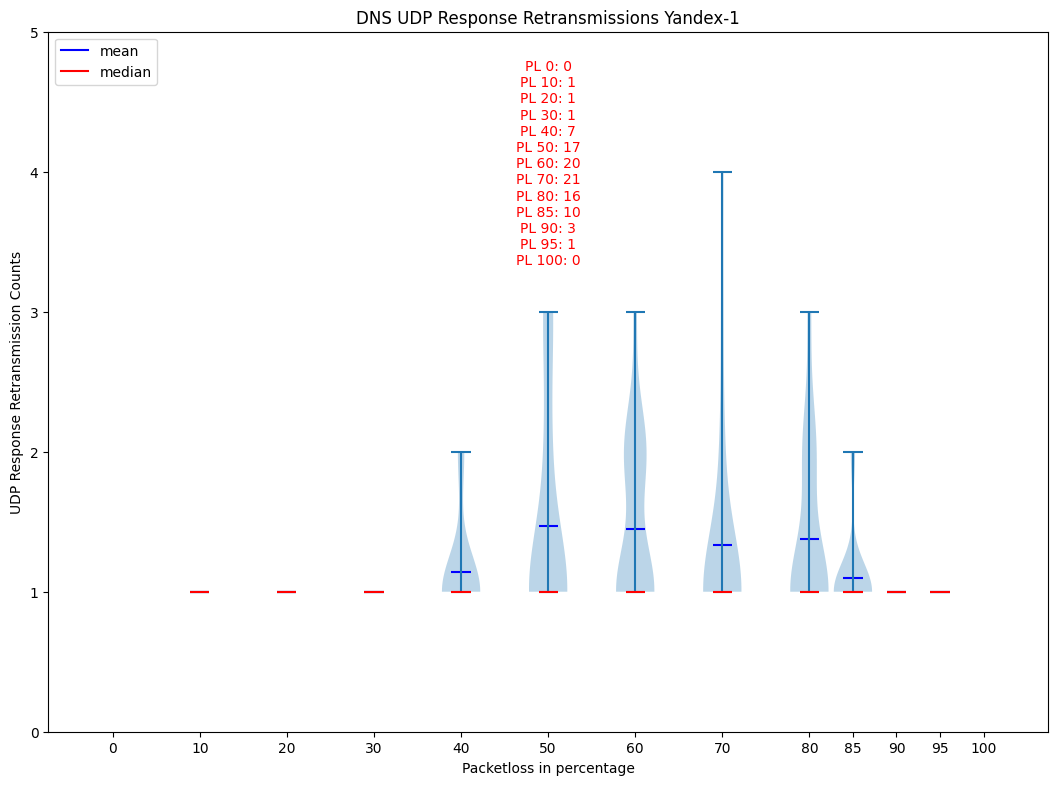 DNS UDP Response Retransmissions Yandex-1
mean
median
PL 0: 0
PL 10: 1
PL 20: 1
PL 30: 1
PL 40: 7
PL 50: 17
PL 60: 20
PL 70: 21
PL 80: 16
PL 85: 10
PL 90: 3
PL 95: 1
PL 100: 0
UDP Response Retransmission Counts
5
4
3
2
1
0
0 10 20 30 40 50 60 70 80 85 90 95 100
Packetloss in percentage